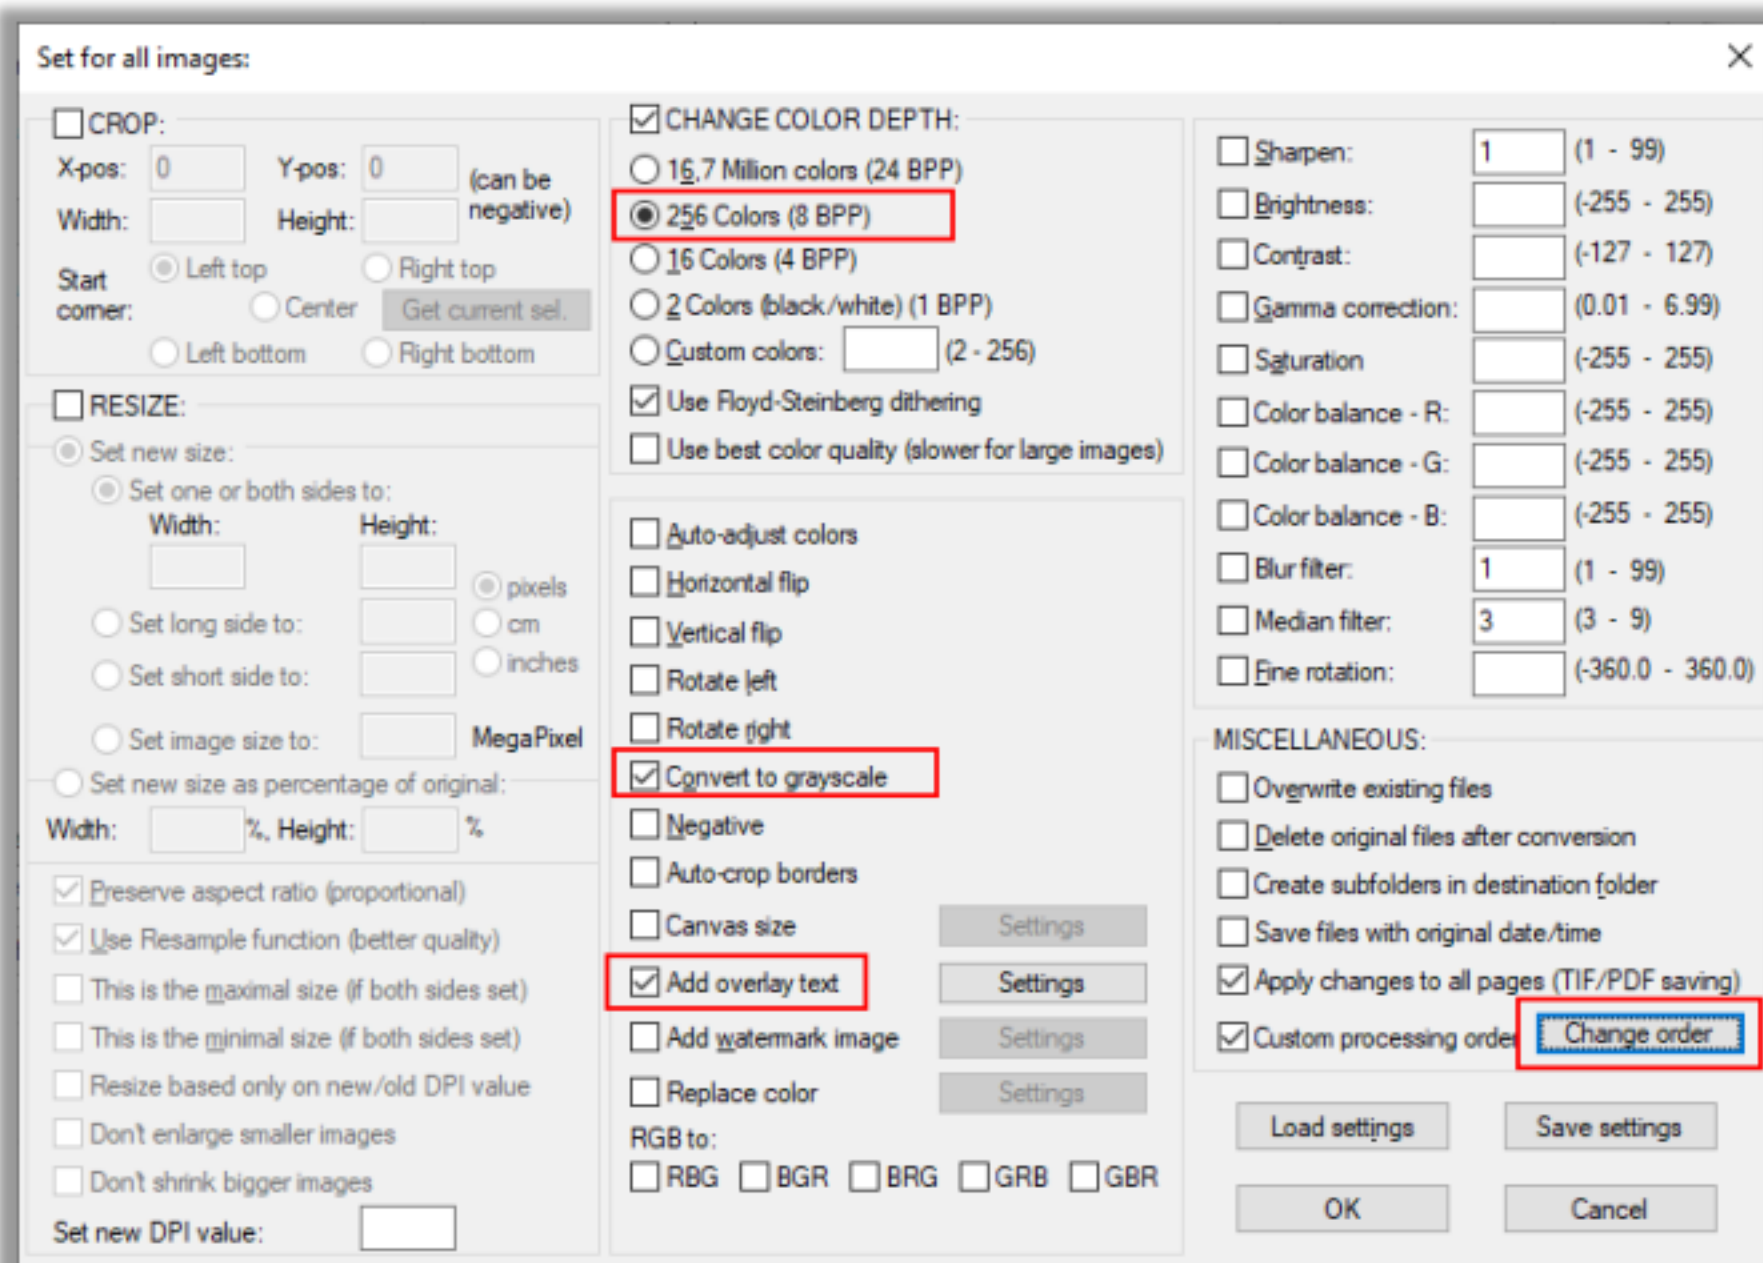 Set for all images:
CROP:
X-pos: 0 Y-pos: 0 (can be negative)
Width: Height:
Start corner:
Left top Right top
Center Get current sel.
Left bottom Right bottom
RESIZE:
Set new size:
Set one or both sides to:
Width: Height:
pixels
Set long side to: cm
Set short side to: inches
Set image size to: MegaPixel
Set new size as percentage of original:
Width: %, Height: %
Preserve aspect ratio (proportional)
Use Resample function (better quality)
This is the maximal size (if both sides set)
This is the minimal size (if both sides set)
Resize based only on new/old DPI value
Don't enlarge smaller images
Don't shrink bigger images
Set new DPI value:
CHANGE COLOR DEPTH:
16,7 Million colors (24 BPP)
256 Colors (8 BPP)
16 Colors (4 BPP)
2 Colors (black/white) (1 BPP)
Custom colors: (2 - 256)
Use Floyd-Steinberg dithering
Use best color quality (slower for large images)
Auto-adjust colors
Horizontal flip
Vertical flip
Rotate left
Rotate right
Convert to grayscale
Negative
Auto-crop borders
Canvas size Settings
Add overlay text Settings
Add watermark image Settings
Replace color Settings
RGB to:
RBG BGR BRG GRB GBR
Sharpen: 1 (1 - 99)
Brightness: (-255 - 255)
Contrast: (-127 - 127)
Gamma correction: (0.01 - 6.99)
Saturation (-255 - 255)
Color balance - R: (-255 - 255)
Color balance - G: (-255 - 255)
Color balance - B: (-255 - 255)
Blur filter: 1 (1 - 99)
Median filter: 3 (3 - 9)
Fine rotation: (-360.0 - 360.0)
MISCELLANEOUS:
Overwrite existing files
Delete original files after conversion
Create subfolders in destination folder
Save files with original date/time
Apply changes to all pages (TIF/PDF saving)
Custom processing order Change order
Load settings Save settings
OK Cancel